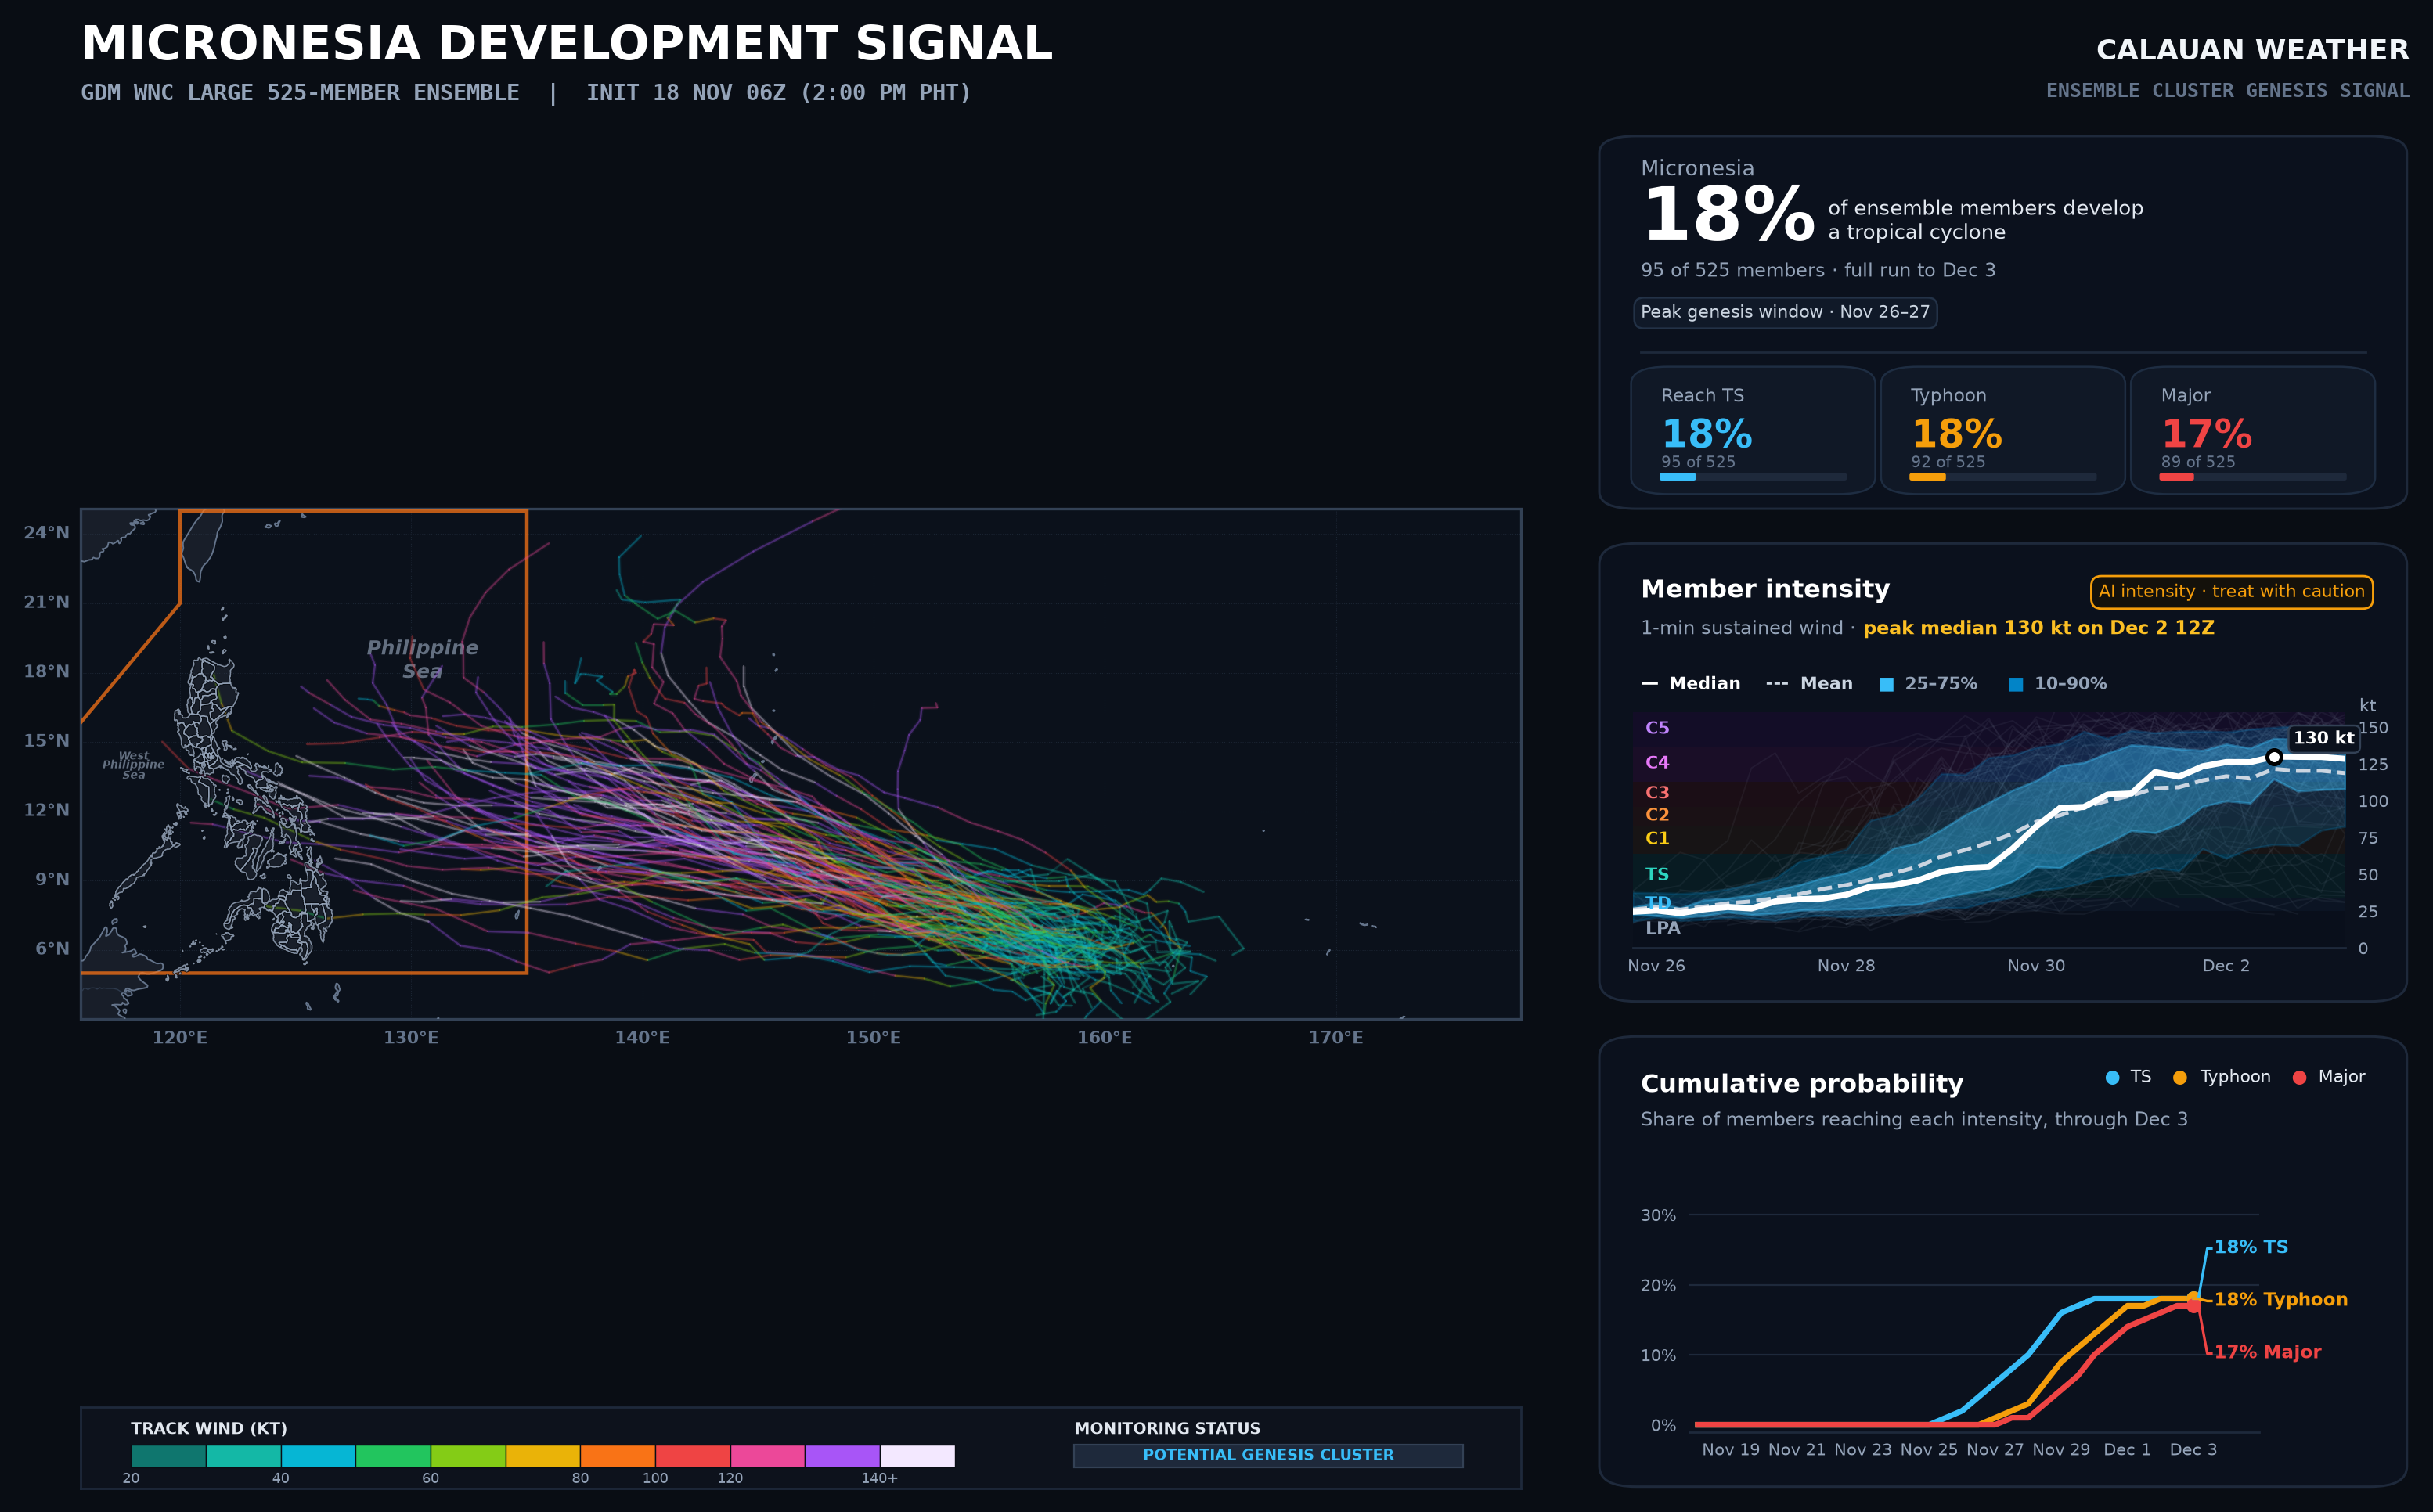 MICRONESIA DEVELOPMENT SIGNAL
GDM WNC LARGE 525-MEMBER ENSEMBLE | INIT 18 NOV 06Z (2:00 PM PHT)
CALAUAN WEATHER
ENSEMBLE CLUSTER GENESIS SIGNAL
24°N
21°N
18°N
15°N
12°N
9°N
6°N
Philippine
Sea
West
Philippine
Sea
120°E
130°E
140°E
150°E
160°E
170°E
TRACK WIND (KT)
20
40
60
80
100
120
140+
MONITORING STATUS
POTENTIAL GENESIS CLUSTER
Micronesia
18%
of ensemble members develop
a tropical cyclone
95 of 525 members · full run to Dec 3
Peak genesis window · Nov 26–27
Reach TS
18%
95 of 525
Typhoon
18%
92 of 525
Major
17%
89 of 525
Member intensity
AI intensity · treat with caution
1-min sustained wind · peak median 130 kt on Dec 2 12Z
Median
Mean
25–75%
10–90%
kt
C5
C4
C3
C2
C1
TS
TD
LPA
130 kt
150
125
100
75
50
25
0
Nov 26
Nov 28
Nov 30
Dec 2
Cumulative probability
TS
Typhoon
Major
Share of members reaching each intensity, through Dec 3
30%
20%
10%
0%
18% TS
18% Typhoon
17% Major
Nov 19
Nov 21
Nov 23
Nov 25
Nov 27
Nov 29
Dec 1
Dec 3